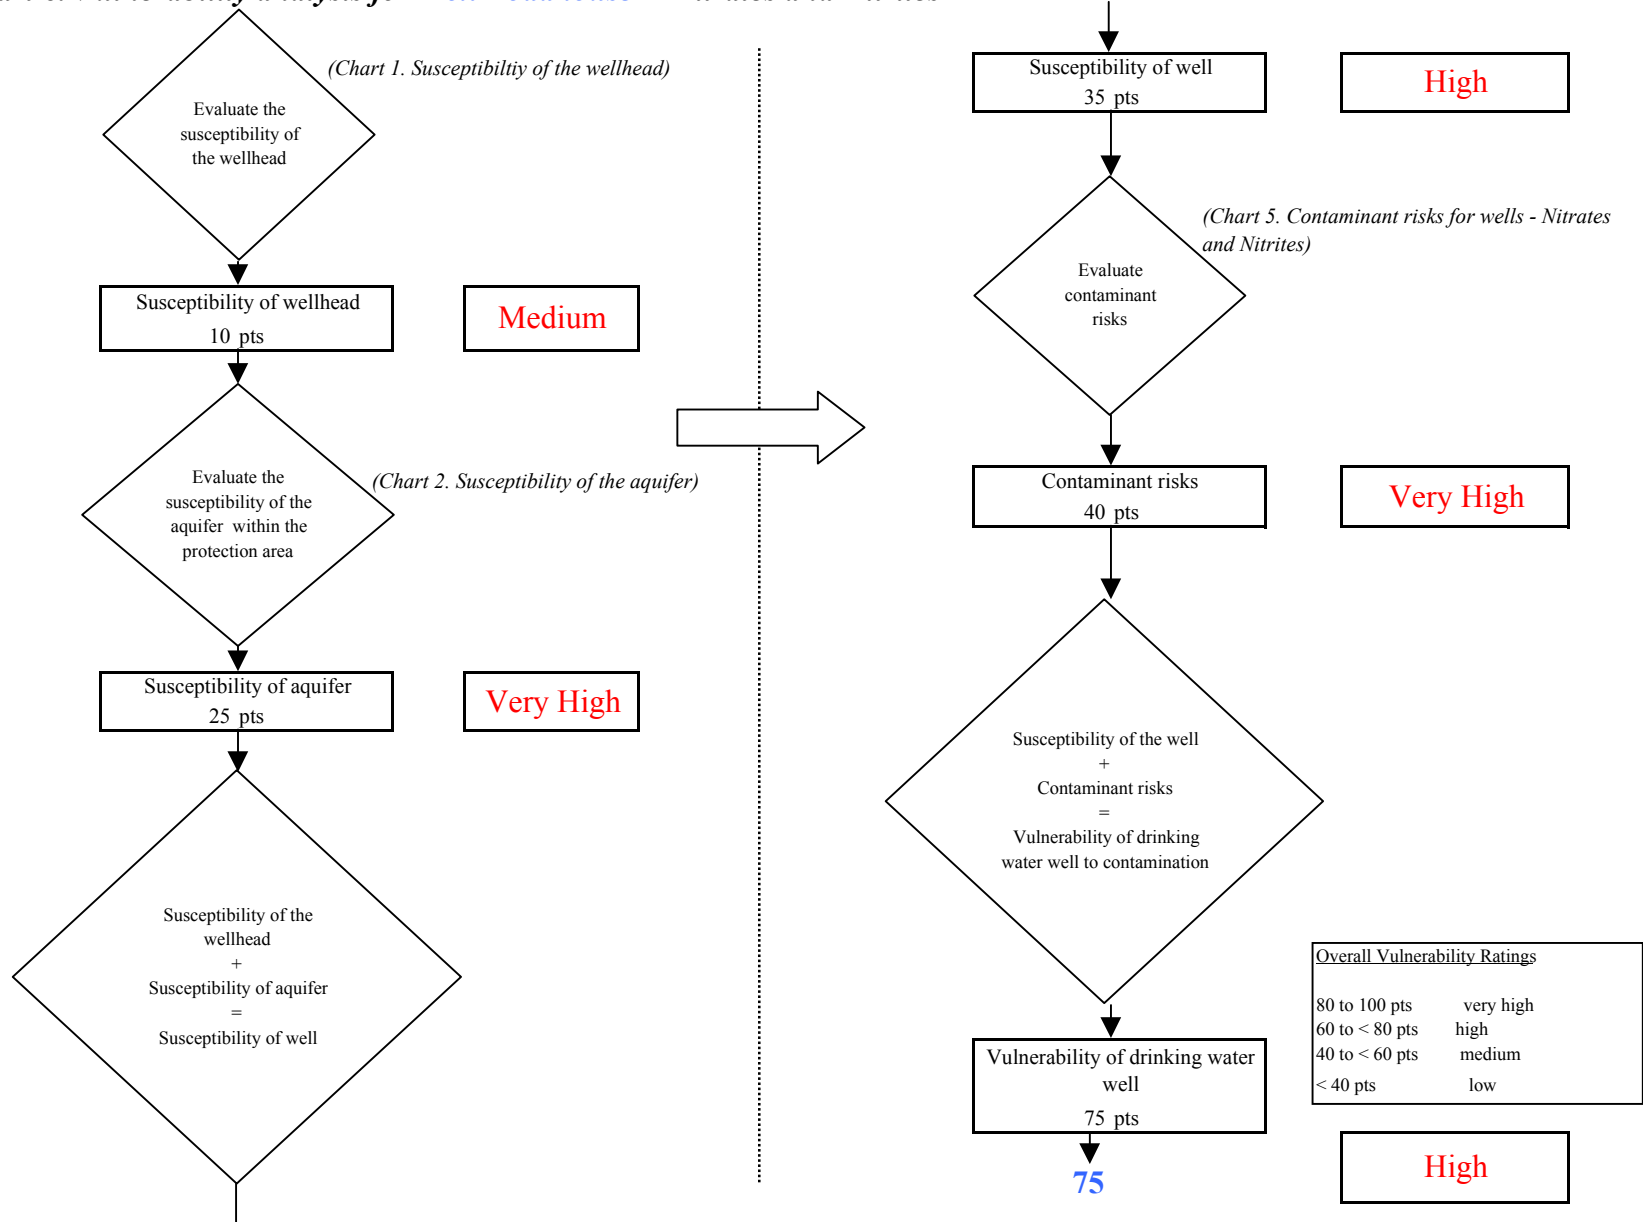 (Chart 1. Susceptibiltiy of the wellhead)
Evaluate the
susceptibility of
the wellhead
Susceptibility of wellhead
10 pts
Medium
Evaluate the
susceptibility of the
aquifer within the
protection area
(Chart 2. Susceptibility of the aquifer)
Susceptibility of aquifer
25 pts
Very High
Susceptibility of the
wellhead
+
Susceptibility of aquifer
=
Susceptibility of well
Susceptibility of well
35 pts
High
(Chart 5. Contaminant risks for wells - Nitrates
and Nitrites)
Evaluate
contaminant
risks
Contaminant risks
40 pts
Very High
Susceptibility of the well
+
Contaminant risks
=
Vulnerability of drinking
water well to contamination
Overall Vulnerability Ratings
80 to 100 pts very high
60 to < 80 pts high
40 to < 60 pts medium
< 40 pts low
Vulnerability of drinking water
well
75 pts
75
High